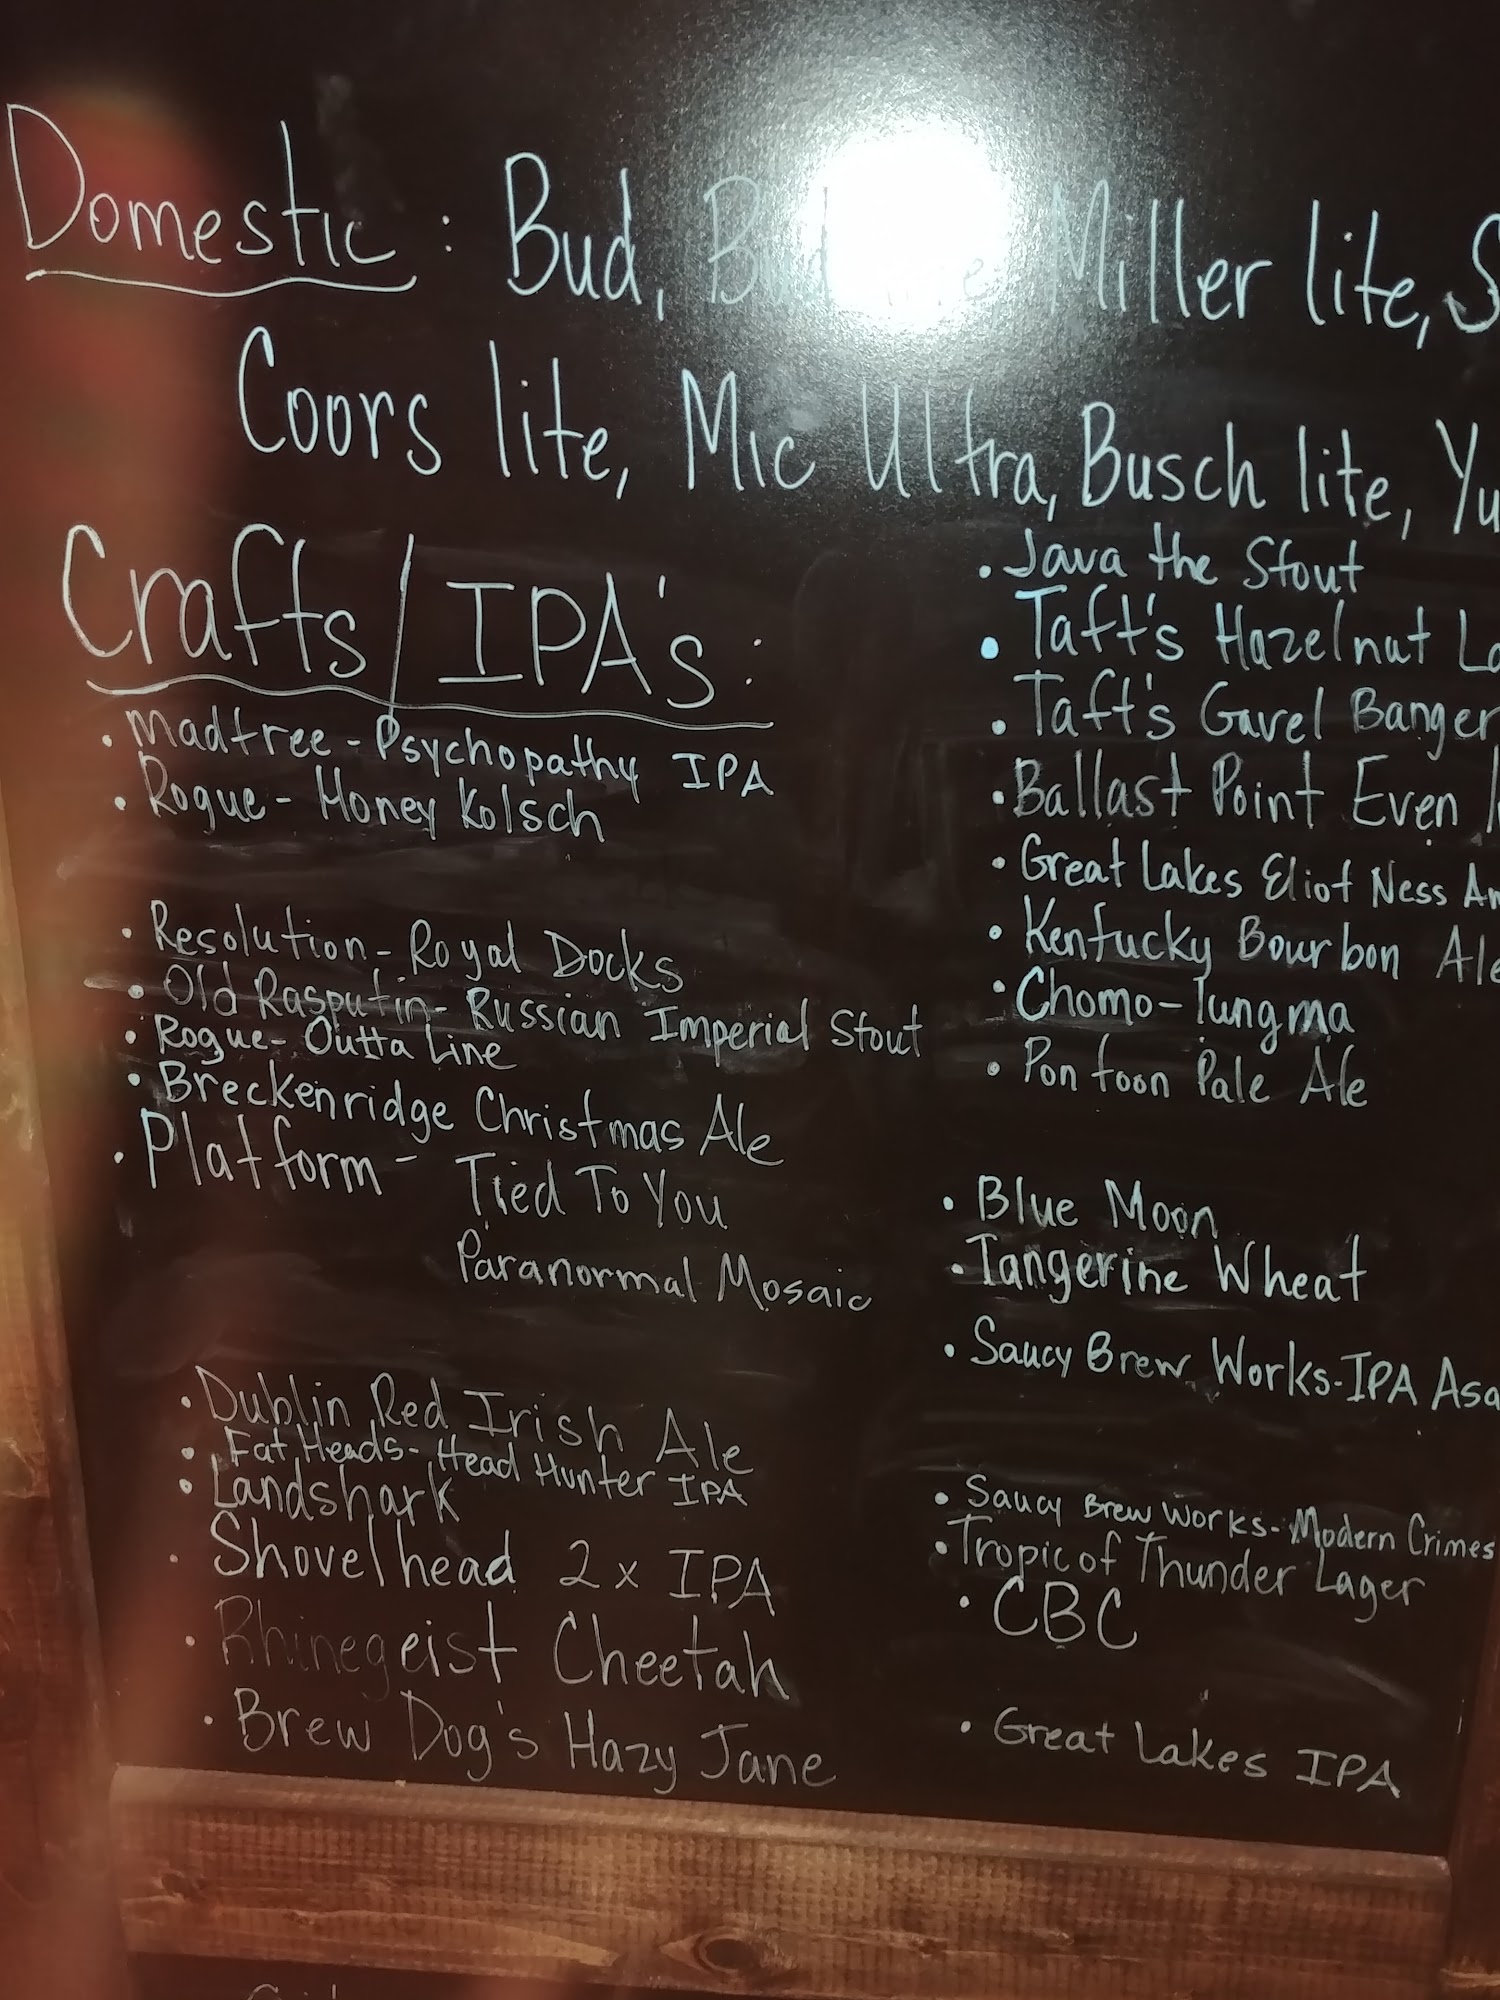 Domestic: Bud, Miller lite,
Coors lite, Mic Ultra, Busch lite,
Crafts/IPA's:
• Madtree - Psychopathy IPA
• Rogue - Honey Kolsch
• Resolution - Royal Docks
• Old Rasputin - Russian Imperial Stout
• Rogue - Outta Line
• Breckenridge Christmas Ale
• Platform - Tied To You
Paranormal Mosaic
• Dublin Red Irish Ale
• Fat Heads - Head Hunter IPA
• Landshark
• Shovelhead 2x IPA
• Rhinegeist Cheetah
• Brew Dog's Hazy Jane
• Java the Stout
• Taft's Hazelnut
• Taft's Gavel Banger
• Ballast Point Even
• Great Lakes Eliot Ness
• Kentucky Bourbon Ale
• Chomo-lungma
• Pontoon Pale Ale
• Blue Moon
• Tangerine Wheat
• Saucy Brew Works - IPA
• Saucy Brew Works - Modern Crimes
• Tropic of Thunder Lager
• CBC
• Great Lakes IPA